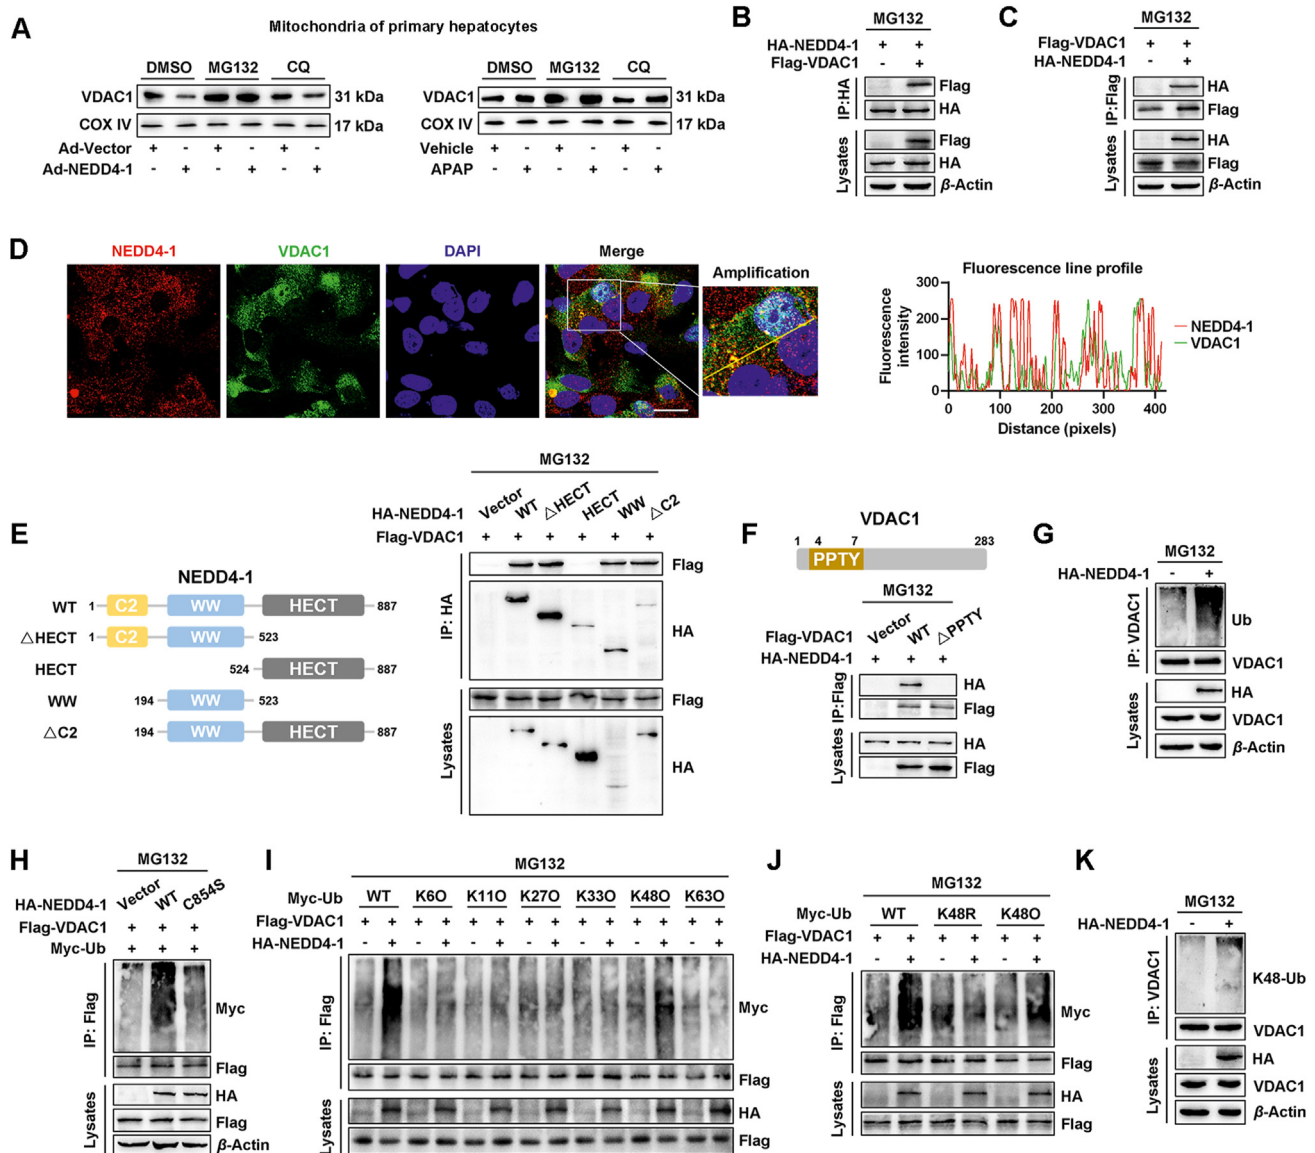 A
Mitochondria of primary hepatocytes
DMSO MG132 CQ
VDAC1 31 kDa
COX IV 17 kDa
Ad-Vector + - + - + -
Ad-NEDD4-1 - + - + - +
DMSO MG132 CQ
VDAC1 31 kDa
COX IV 17 kDa
Vehicle + - + - + -
APAP - + - + - +
B
MG132
HA-NEDD4-1 + +
Flag-VDAC1 - +
IP:HA
Flag
HA
Lysates
Flag
HA
β-Actin
C
MG132
Flag-VDAC1 + +
HA-NEDD4-1 - +
IP:Flag
HA
Flag
Lysates
HA
Flag
β-Actin
D
NEDD4-1 VDAC1 DAPI Merge
Amplification
Fluorescence line profile
Fluorescence
intensity
300
200
100
0
0 100 200 300 400
Distance (pixels)
NEDD4-1
VDAC1
E
NEDD4-1
WT 1 C2 WW HECT 887
△HECT 1 C2 WW 523
HECT 524 HECT 887
WW 194 WW 523
△C2 194 WW HECT 887
MG132
HA-NEDD4-1 Vector WT △HECT HECT WW △C2
Flag-VDAC1 + + + + + +
IP: HA
Flag
HA
Lysates
Flag
HA
F
VDAC1
1 4 7 283
PPTY
MG132
Flag-VDAC1 Vector WT △PPTY
HA-NEDD4-1 + + +
IP:Flag
HA
Flag
Lysates
HA
Flag
G
MG132
HA-NEDD4-1 - +
IP: VDAC1
Ub
VDAC1
Lysates
HA
VDAC1
β-Actin
H
MG132
HA-NEDD4-1 Vector WT C854S
Flag-VDAC1 + + +
Myc-Ub + + +
IP: Flag
Myc
Flag
Lysates
HA
Flag
β-Actin
I
MG132
Myc-Ub WT K6O K11O K27O K33O K48O K63O
Flag-VDAC1 + + + + + + + + + + + + + +
HA-NEDD4-1 - + - + - + - + - + - + - +
IP: Flag
Myc
Flag
Lysates
HA
Flag
J
MG132
Myc-Ub WT K48R K48O
Flag-VDAC1 + + + + + +
HA-NEDD4-1 - + - + - +
IP: Flag
Myc
Flag
Lysates
HA
Flag
K
MG132
HA-NEDD4-1 - +
IP: VDAC1
K48-Ub
VDAC1
Lysates
HA
VDAC1
β-Actin